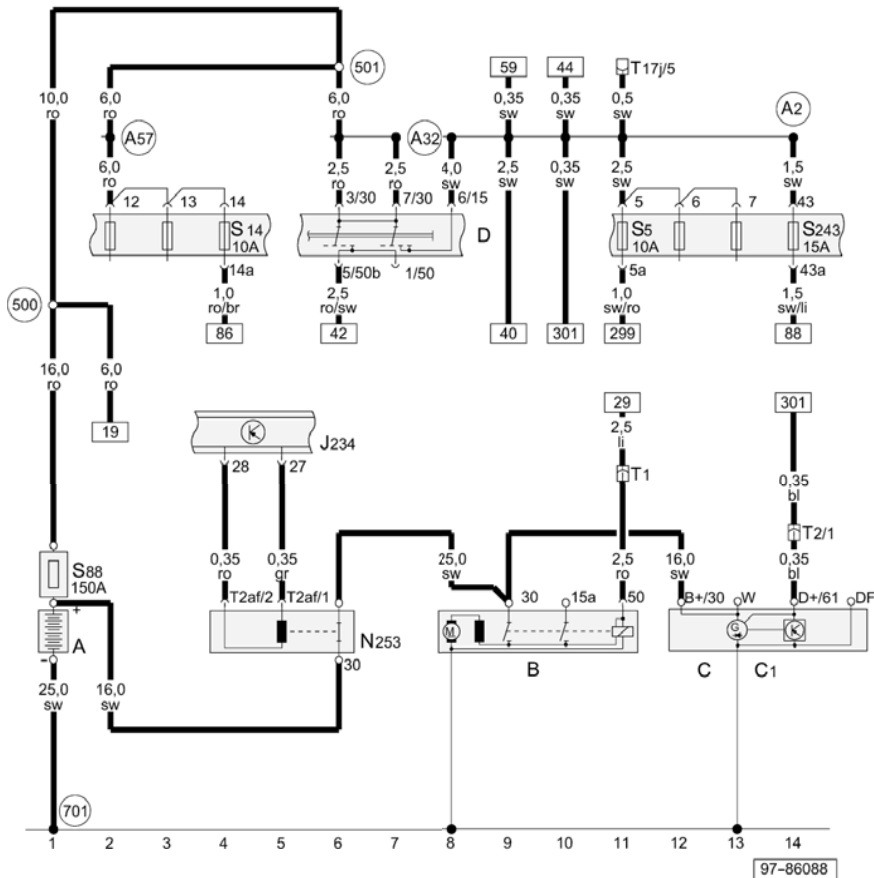 501
59
44
T17j/5
10,0
ro
6,0
ro
6,0
ro
0,35
sw
0,35
sw
0,5
sw
A2
A57
A32
6,0
ro
2,5
ro
2,5
ro
4,0
sw
2,5
sw
0,35
sw
2,5
sw
1,5
sw
12
13
14
3/30
7/30
6/15
5
6
7
43
S14
10A
D
S5
10A
S243
15A
14a
5/50b
1/50
5a
43a
1,0
ro/br
2,5
ro/sw
1,0
sw/ro
1,5
sw/li
500
86
42
40
301
299
88
16,0
ro
6,0
ro
19
29
301
J234
2,5
li
28
27
T1
0,35
bl
T2/1
0,35
ro
0,35
gr
25,0
sw
2,5
ro
16,0
sw
0,35
bl
S88
150A
T2af/2
T2af/1
30
15a
50
B+/30
W
D+/61
DF
+
A
-
N253
M
G
30
B
C
C1
25,0
sw
16,0
sw
701
1 2 3 4 5 6 7 8 9 10 11 12 13 14
97-86088